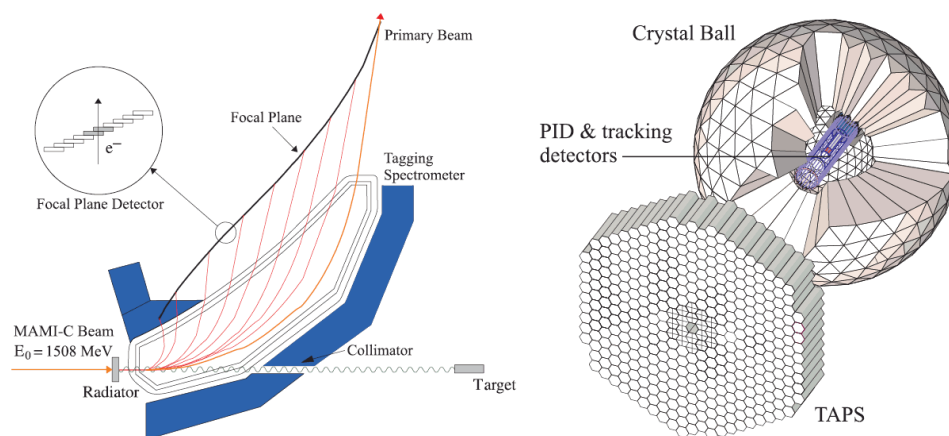 Primary Beam
Focal Plane
e⁻
Tagging
Spectrometer
Focal Plane Detector
MAMI-C Beam
E₀ = 1508 MeV
Radiator
Collimator
Target
Crystal Ball
PID & tracking
detectors
TAPS